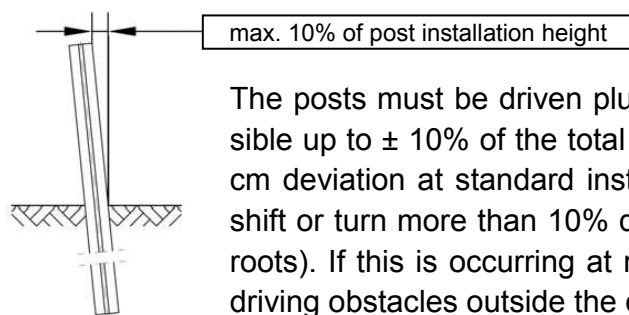 max. 10% of post installation height
The posts must be driven plu
sible up to ± 10% of the total
cm deviation at standard inst
shift or turn more than 10% d
roots). If this is occurring at
driving obstacles outside the